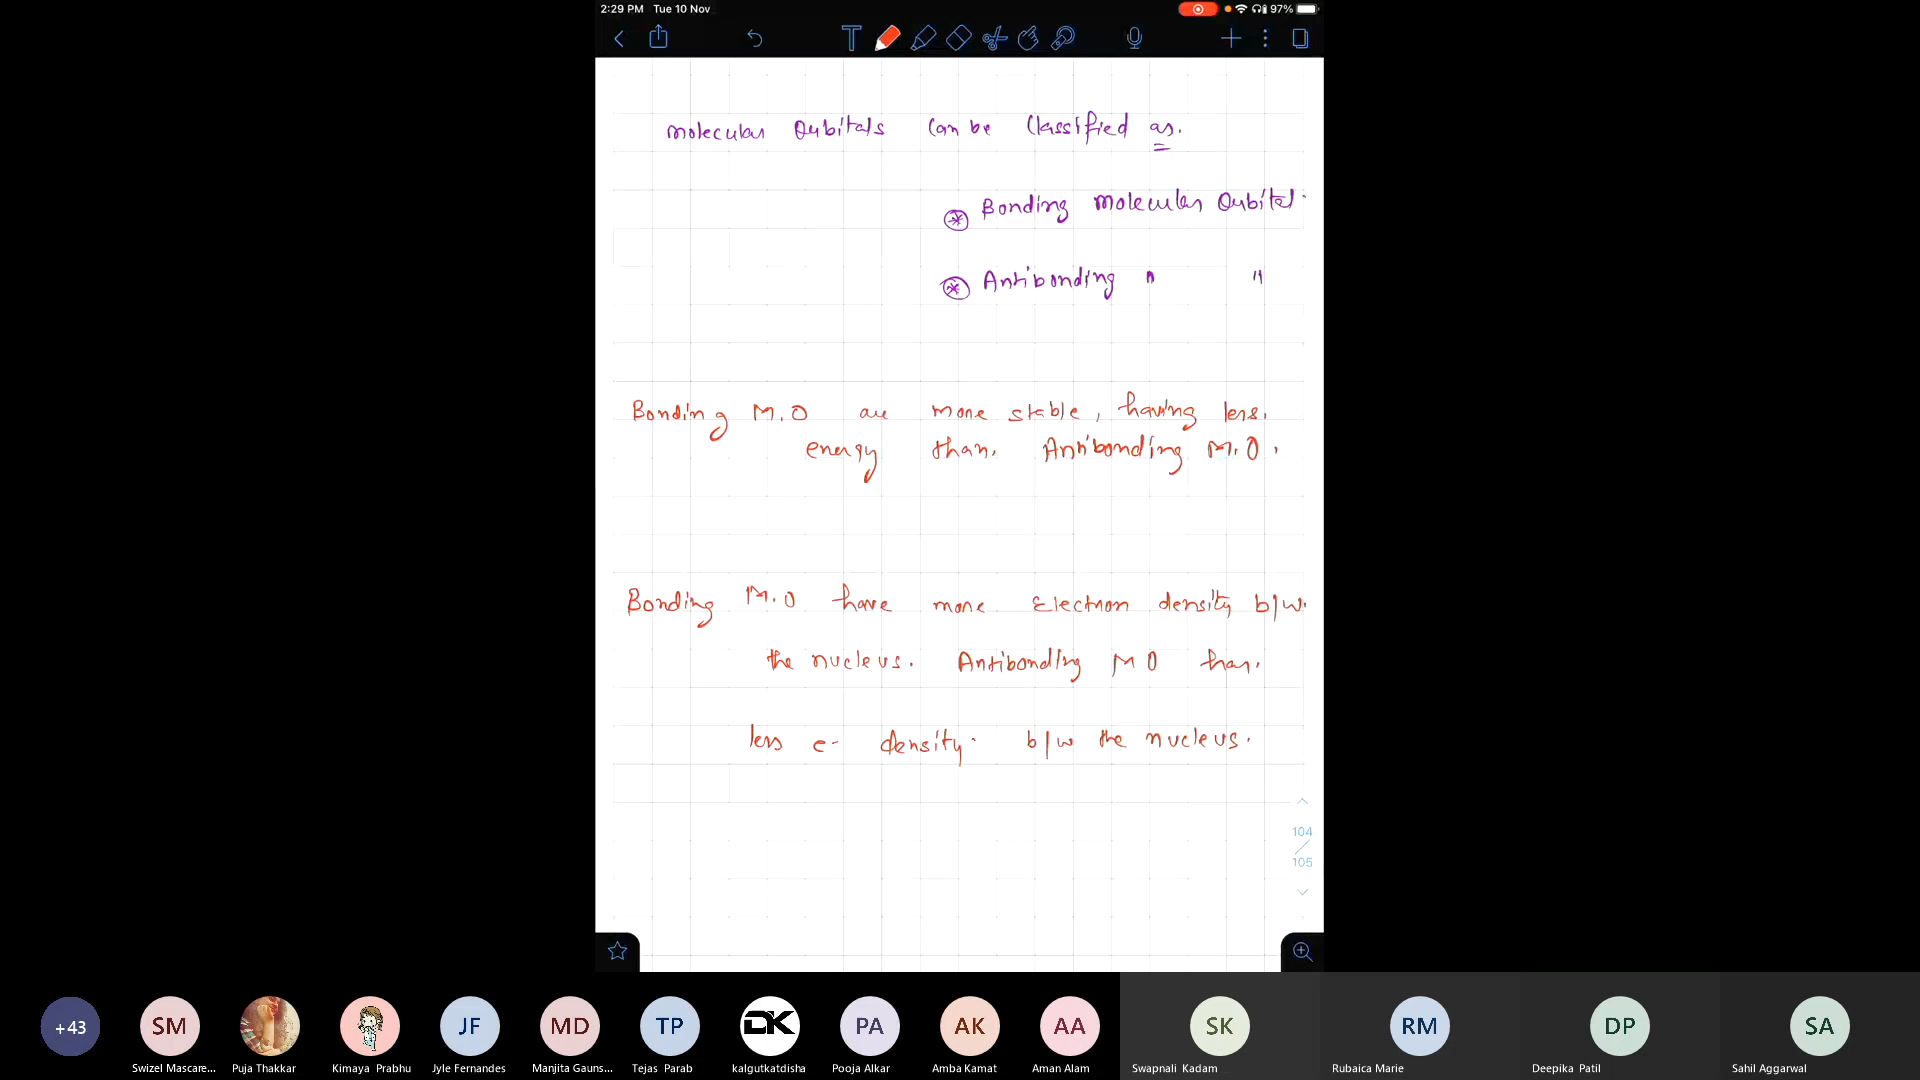 2:29 PM Tue 10 Nov
97%
Molecular Orbitals can be Classified as.
Bonding Molecular Orbital.
Antibonding " "
Bonding M.O are more stable, having less
energy than. Antibonding M.O.
Bonding M.O have more Electron density b/w
the nucleus. Antibonding MO has
less e- density. b/w the nucleus.
104
105
+43 SM JF MD TP DK PA AK AA SK RM DP SA
Swizel Mascare... Puja Thakkar Kimaya Prabhu Jyle Fernandes Manjita Gauns... Tejas Parab kalgutkatdisha Pooja Alkar Amba Kamat Aman Alam Swapnali Kadam Rubaica Marie Deepika Patil Sahil Aggarwal